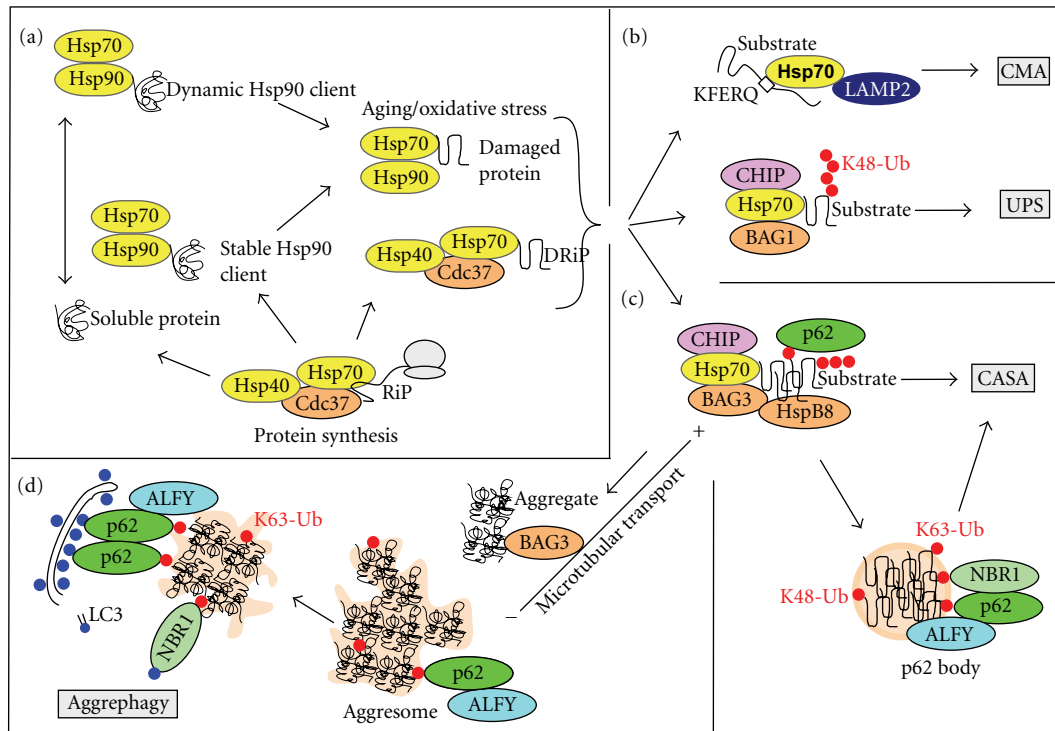 (a)
Hsp70
Hsp90
Dynamic Hsp90 client
Aging/oxidative stress
Hsp70
Hsp90
Damaged
protein
Hsp70
Hsp90
Stable Hsp90
client
Hsp40
Hsp70
Cdc37
DRiP
Soluble protein
Hsp40
Hsp70
Cdc37
RiP
Protein synthesis
(b)
Substrate
Hsp70
KFERQ
LAMP2
CMA
K48-Ub
CHIP
Hsp70
BAG1
Substrate
UPS
(c)
CHIP
p62
Hsp70
Substrate
BAG3
HspB8
CASA
+
Microtubular transport
−
K63-Ub
K48-Ub
NBR1
p62
ALFY
p62 body
(d)
ALFY
p62
p62
K63-Ub
LC3
NBR1
Aggrephagy
Aggregate
BAG3
Aggresome
p62
ALFY